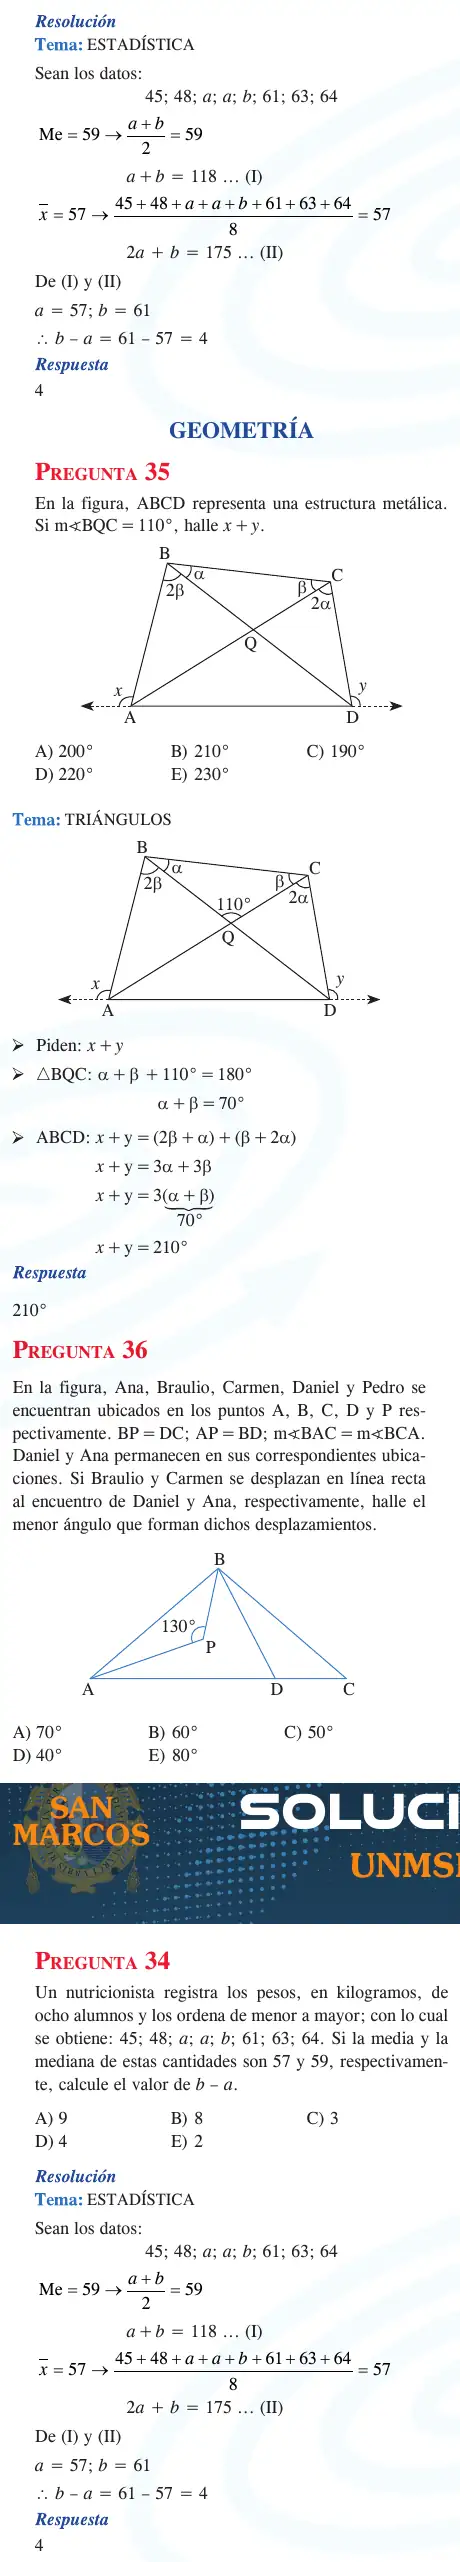 Resolución
Tema: ESTADÍSTICA
Sean los datos:
45; 48; a; a; b; 61; 63; 64
Me = 59 → (a + b)/2 = 59
a + b = 118 … (I)
x̅ = 57 → (45 + 48 + a + a + b + 61 + 63 + 64)/8 = 57
2a + b = 175 … (II)
De (I) y (II)
a = 57; b = 61
∴ b – a = 61 – 57 = 4
Respuesta
4
GEOMETRÍA
PREGUNTA 35
En la figura, ABCD representa una estructura metálica.
Si m∢BQC = 110°, halle x + y.
B
α
2β
C
β
2α
Q
x
y
A
D
A) 200°
B) 210°
C) 190°
D) 220°
E) 230°
Tema: TRIÁNGULOS
B
α
2β
C
β
2α
110°
Q
x
y
A
D
➢ Piden: x + y
➢ △BQC: α + β + 110° = 180°
α + β = 70°
➢ ABCD: x + y = (2β + α) + (β + 2α)
x + y = 3α + 3β
x + y = 3(α + β)
70°
x + y = 210°
Respuesta
210°
PREGUNTA 36
En la figura, Ana, Braulio, Carmen, Daniel y Pedro se
encuentran ubicados en los puntos A, B, C, D y P res-
pectivamente. BP = DC; AP = BD; m∢BAC = m∢BCA.
Daniel y Ana permanecen en sus correspondientes ubica-
ciones. Si Braulio y Carmen se desplazan en línea recta
al encuentro de Daniel y Ana, respectivamente, halle el
menor ángulo que forman dichos desplazamientos.
B
130°
P
A
D
C
A) 70°
B) 60°
C) 50°
D) 40°
E) 80°
SAN
MARCOS
SOLUCI
UNMS
PREGUNTA 34
Un nutricionista registra los pesos, en kilogramos, de
ocho alumnos y los ordena de menor a mayor; con lo cual
se obtiene: 45; 48; a; a; b; 61; 63; 64. Si la media y la
mediana de estas cantidades son 57 y 59, respectivamen-
te, calcule el valor de b – a.
A) 9
B) 8
C) 3
D) 4
E) 2
Resolución
Tema: ESTADÍSTICA
Sean los datos:
45; 48; a; a; b; 61; 63; 64
Me = 59 → (a + b)/2 = 59
a + b = 118 … (I)
x̅ = 57 → (45 + 48 + a + a + b + 61 + 63 + 64)/8 = 57
2a + b = 175 … (II)
De (I) y (II)
a = 57; b = 61
∴ b – a = 61 – 57 = 4
Respuesta
4